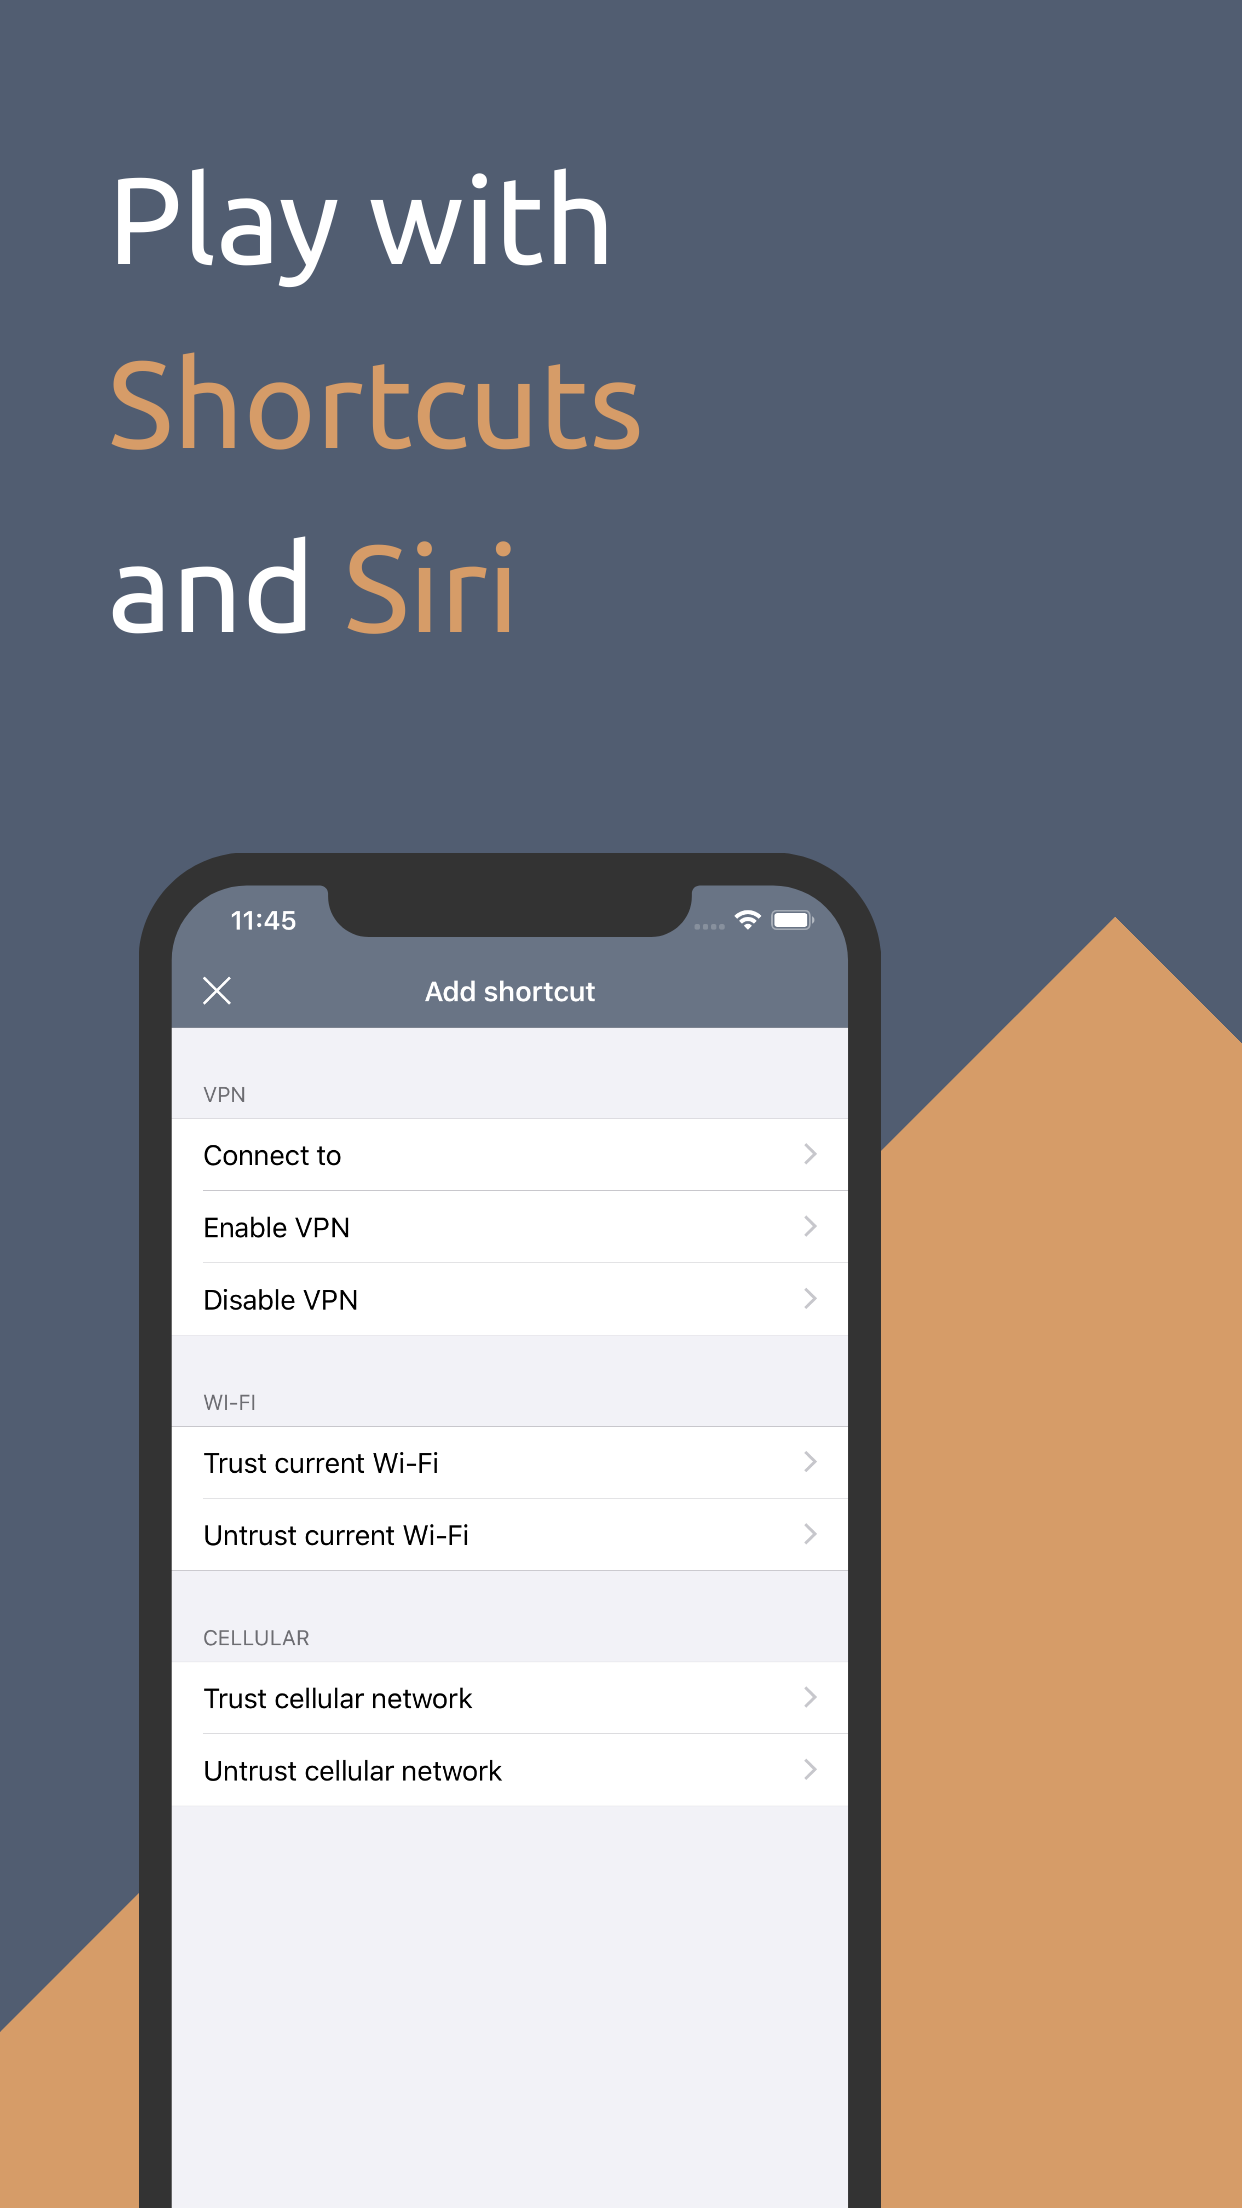 Play with
Shortcuts
and Siri
11:45
Add shortcut
VPN
Connect to
Enable VPN
Disable VPN
WI-FI
Trust current Wi-Fi
Untrust current Wi-Fi
CELLULAR
Trust cellular network
Untrust cellular network